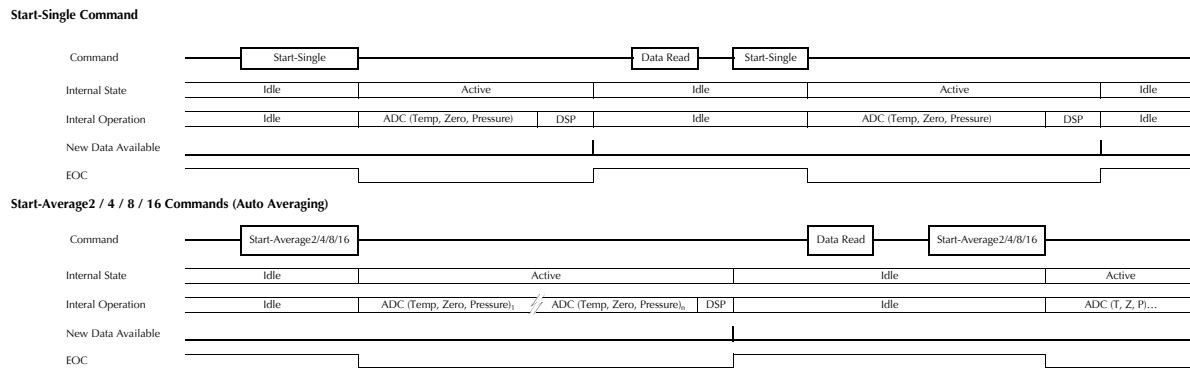 Start-Single Command
Command Start-Single Data Read Start-Single
Internal State Idle Active Idle Active Idle
Interal Operation Idle ADC (Temp, Zero, Pressure) DSP Idle ADC (Temp, Zero, Pressure) DSP Idle
New Data Available
EOC
Start-Average2 / 4 / 8 / 16 Commands (Auto Averaging)
Command Start-Average2/4/8/16 Data Read Start-Average2/4/8/16
Internal State Idle Active Idle Active
Interal Operation Idle ADC (Temp, Zero, Pressure)₁ ADC (Temp, Zero, Pressure)ₙ DSP Idle ADC (T, Z, P)...
New Data Available
EOC